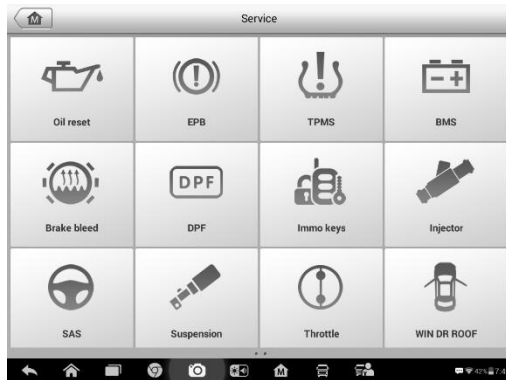 Service
Oil reset
EPB
TPMS
BMS
Brake bleed
DPF
DPF
Immo keys
Injector
SAS
Suspension
Throttle
WIN DR ROOF
42%